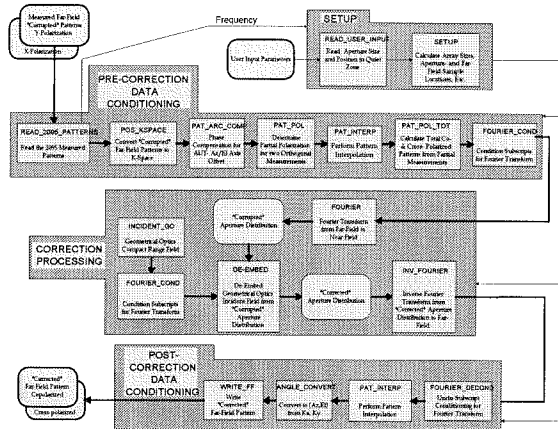 Measured Far-Field
"Corrupted" Patterns
Y-Polarization
X-Polarization
Frequency
SETUP
User Input Parameters
READ_USER_INPUT
Read, Aperture Size
and Position in Quiet
Zone
SETUP
Calculate Array Sizes,
Aperture- and Far-
Field Sample
Locations, Etc.
PRE-CORRECTION
DATA
CONDITIONING
READ_2095_PATTERNS
Read the 2095 Measured
Patterns
POS_KSPACE
Convert "Corrupted"
Far-Field Patterns to
K-Space
PAT_ARC_COMP
Phase
Compensation for
AUT- Az/El Axis
Offset
PAT_POL
Determine
Partial Polarization
for two Orthogonal
Measurements
PAT_INTERP
Perform Pattern
Interpolation
PAT_POL_TOT
Calculate Total Co-
& Cross-Polarized
Patterns from Partial
Measurements
FOURIER_COND
Condition Subscripts
for Fourier Transform
CORRECTION
PROCESSING
INCIDENT_GO
Geometrical Optics
Compact Range Field
FOURIER_COND
Condition Subscripts
for Fourier Transform
"Corrupted"
Aperture Distribution
FOURIER
Fourier Transform
from Far-Field to
Near Field
DE-EMBED
De-Embed
Geometrical Optics
Incident Field from
"Corrupted"
Aperture
Distribution
"Corrected"
Aperture Distribution
INV_FOURIER
Inverse Fourier
Transform from
"Corrected" Aperture
Distribution to Far-
Field
POST-
CORRECTION
DATA
CONDITIONING
"Corrected"
Far-Field Pattern
Copolarized
Cross-polarized
WRITE_FF
Write
"Corrected"
Far-Field Pattern
ANGLE_CONVERT
Convert to (Az,El)
from Kx, Ky
PAT_INTERP
Perform Pattern
Interpolation
FOURIER_DECOND
Undo Subscript
Conditioning for
Fourier Transform